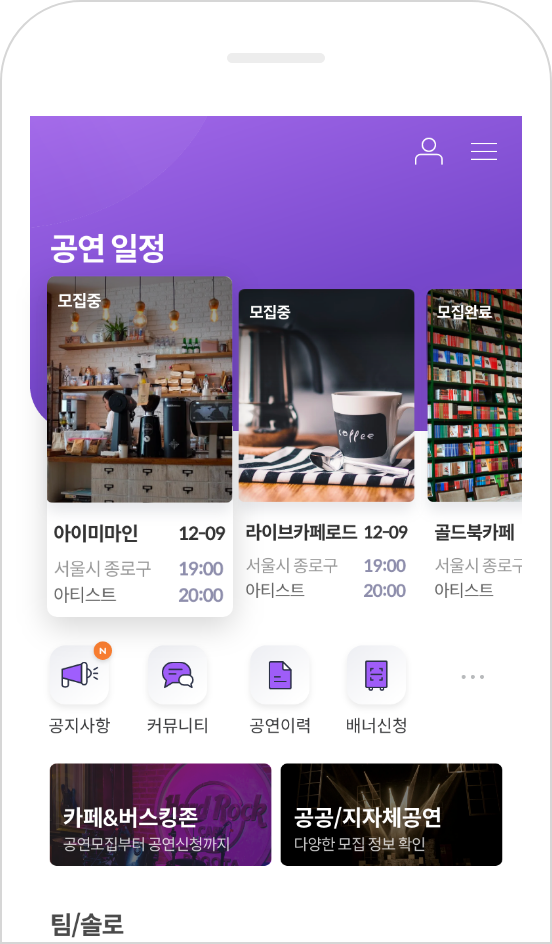 공연 일정
모집중
모집중
모집완료
coffee
아이미마인 12-09
서울시 종로구 19:00
아티스트 20:00
라이브카페로드 12-09
서울시 종로구 19:00
아티스트 20:00
골드북카페
서울시 종로구
아티스트
N
공지사항
커뮤니티
공연이력
배너신청
Hard Rock
카페&버스킹존
공연모집부터 공연신청까지
공공/지자체공연
다양한 모집 정보 확인
팀/솔로